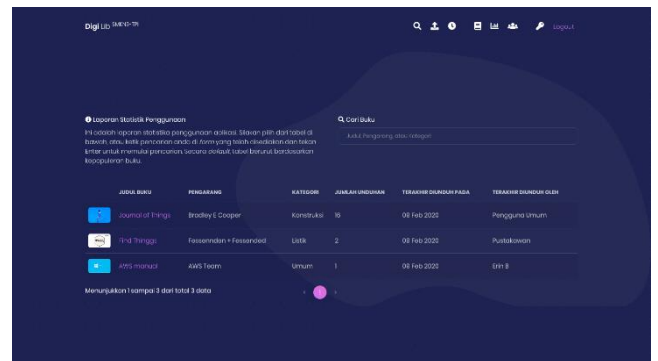 Digi Lib SMKN3-TPI
Logout
Laporan Statistik Penggunaan
Ini adalah laporan statistika penggunaan aplikasi. Silakan pilih dari tabel di
bawah, atau ketik pencarian anda di form yang telah disediakan dan tekan
Enter untuk memulai pencarian. Secara default, tabel berurut berdasarkan
kepopuleran buku.
Cari Buku
Judul, Pengarang, atau Kategori
JUDUL BUKU PENGARANG KATEGORI JUMLAH UNDUHAN TERAKHIR DIUNDUH PADA TERAKHIR DIUNDUH OLEH
Journal of Things Bradley E Cooper Konstruksi 16 08 Feb 2020 Pengguna Umum
Find Thinggs Fessennden + Fessended Listik 2 08 Feb 2020 Pustakawan
AWS manual AWS Team Umum 1 08 Feb 2020 Erin B
Menunjukkan 1 sampai 3 dari total 3 data
1